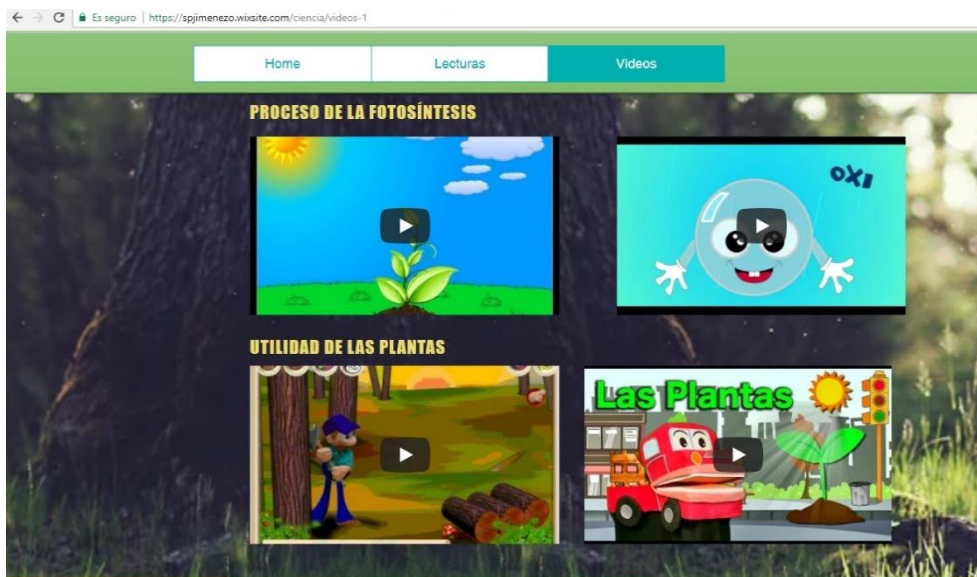 Es seguro | https://spjimenezo.wixsite.com/ciencia/videos-1
Home Lecturas Videos
PROCESO DE LA FOTOSÍNTESIS
OXI
UTILIDAD DE LAS PLANTAS
Las Plantas